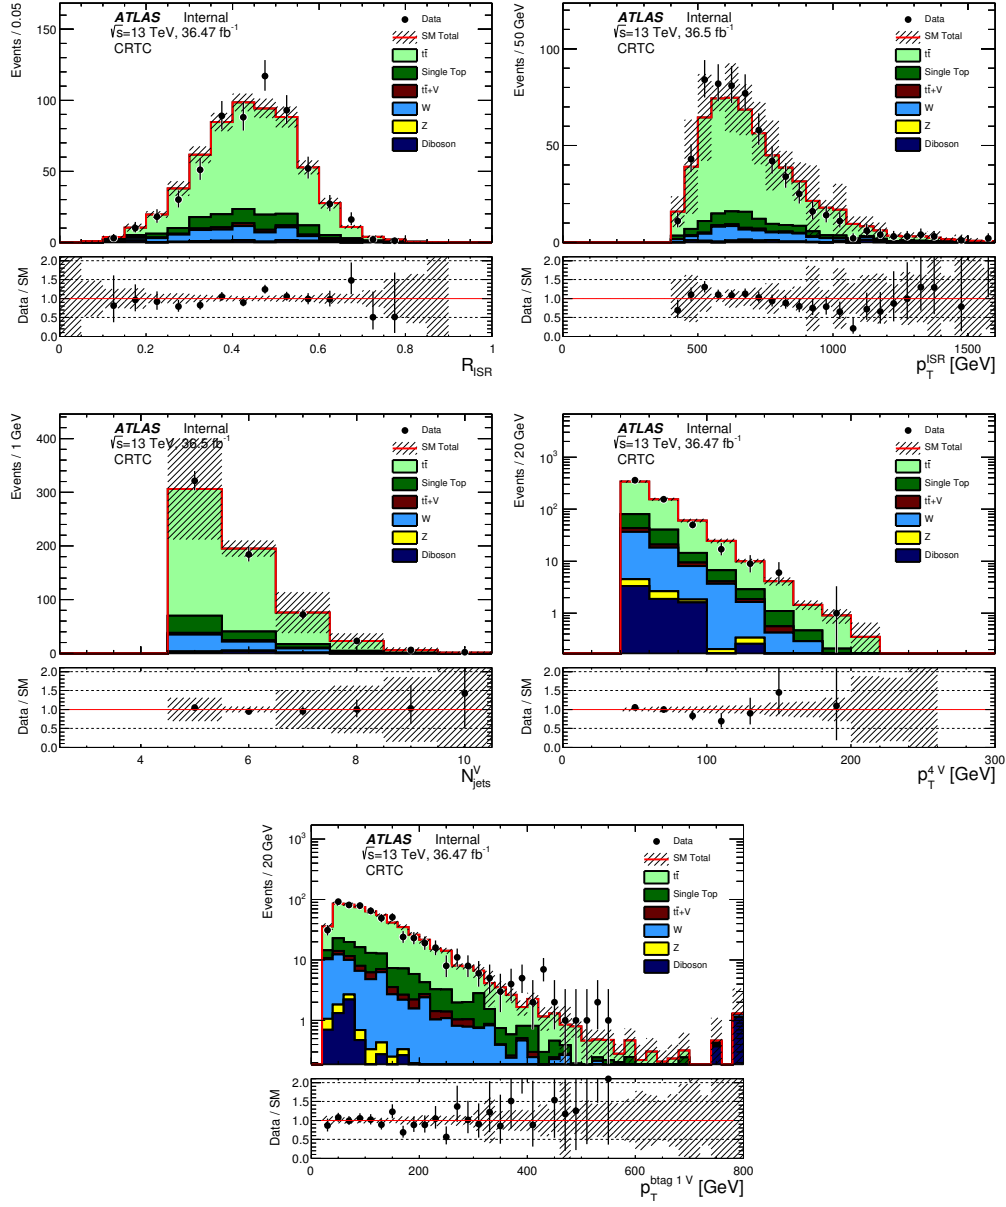 Events / 0.05
ATLAS Internal
√s=13 TeV, 36.47 fb-1
CRTC
Data
SM Total
tt̄
Single Top
tt̄+V
W
Z
Diboson
150
100
50
0
Data / SM
2.0
1.5
1.0
0.5
0.0
0 0.2 0.4 0.6 0.8 1
R_ISR
Events / 50 GeV
ATLAS Internal
√s=13 TeV, 36.5 fb-1
CRTC
Data
SM Total
tt̄
Single Top
tt̄+V
W
Z
Diboson
100
50
0
Data / SM
2.0
1.5
1.0
0.5
0.0
0 500 1000 1500
p_T^ISR [GeV]
Events / 1 GeV
ATLAS Internal
√s=13 TeV, 36.5 fb-1
CRTC
Data
SM Total
tt̄
Single Top
tt̄+V
W
Z
Diboson
400
300
200
100
0
Data / SM
2.0
1.5
1.0
0.5
0.0
4 6 8 10
N_jets^V
Events / 20 GeV
ATLAS Internal
√s=13 TeV, 36.47 fb-1
CRTC
Data
SM Total
tt̄
Single Top
tt̄+V
W
Z
Diboson
10^3
10^2
10
1
Data / SM
2.0
1.5
1.0
0.5
0.0
0 100 200 300
p_T^4 V [GeV]
Events / 20 GeV
ATLAS Internal
√s=13 TeV, 36.47 fb-1
CRTC
Data
SM Total
tt̄
Single Top
tt̄+V
W
Z
Diboson
10^3
10^2
10
1
Data / SM
2.0
1.5
1.0
0.5
0.0
0 200 400 600 800
p_T^btag 1 V [GeV]